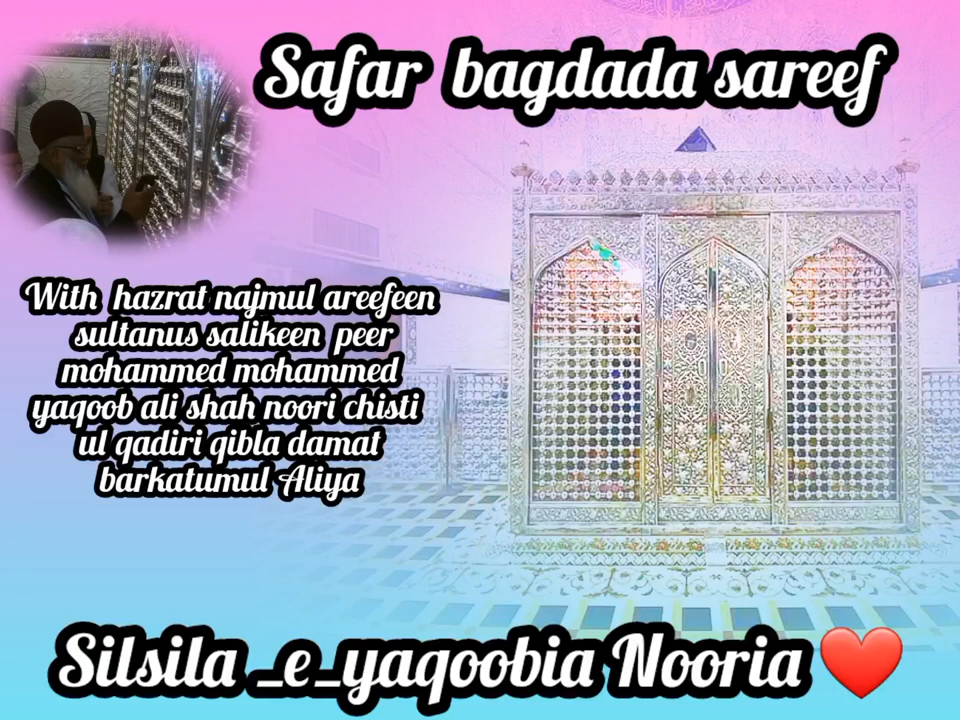 Safar bagdada sareef
With hazrat najmul areefeen
sultanus salikeen peer
mohammed mohammed
yaqoob ali shah noori chisti
ul qadiri qibla damat
barkatumul Aliya
Silsila _e_yaqoobia Nooria ❤️